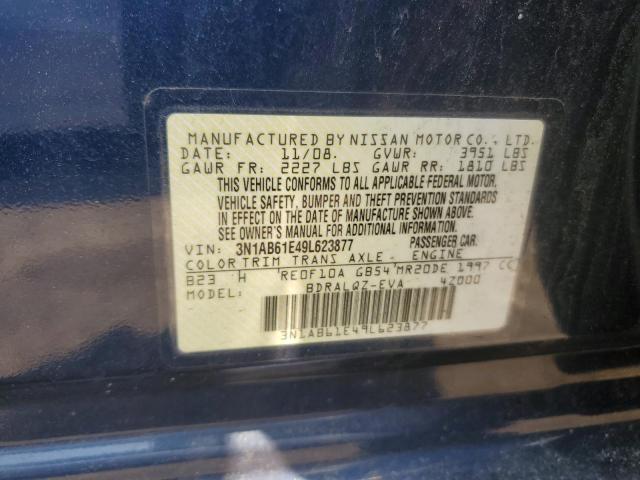 MANUFACTURED BY NISSAN MOTOR CO., LTD.
DATE: 11/08. GVWR: 3951 LBS
GAWR FR: 2227 LBS GAWR RR: 1810 LBS
THIS VEHICLE CONFORMS TO ALL APPLICABLE FEDERAL MOTOR
VEHICLE SAFETY, BUMPER AND THEFT PREVENTION STANDARDS
IN EFFECT ON THE DATE OF MANUFACTURE SHOWN ABOVE.
SEE OWNER'S MANUAL FOR ADDITIONAL INFORMATION.
VIN: 3N1AB61E49L623877 PASSENGER CAR.
COLOR TRIM TRANS AXLE. ENGINE
B23 H RE0F10A GB54 MR20DE 1997 CC
MODEL: BDRALQZ-EVA 4Z000
3N1AB61E49L623877